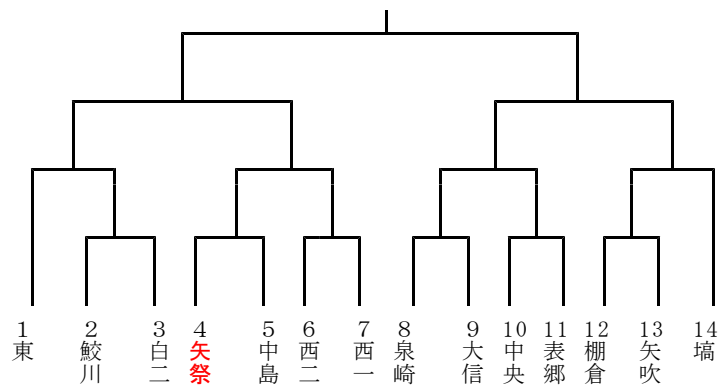 1 東
2 鮫川
3 白二
4 矢祭
5 中島
6 西二
7 西一
8 泉崎
9 大信
10 中央
11 表郷
12 棚倉
13 矢吹
14 塙